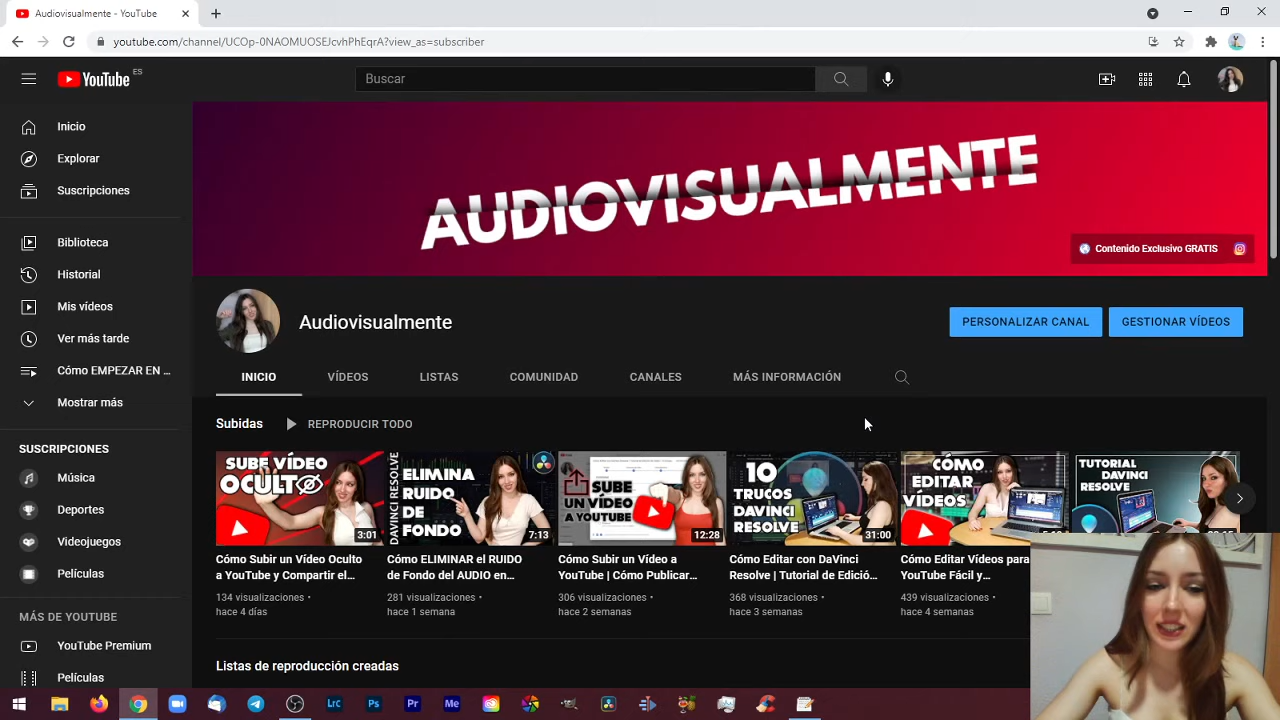 Audiovisualmente - YouTube
youtube.com/channel/UCOp-0NAOMUOSEJcvhPhEqrA?view_as=subscriber
YouTube ES
Buscar
Inicio
Explorar
Suscripciones
Biblioteca
Historial
Mis vídeos
Ver más tarde
Cómo EMPEZAR EN ...
Mostrar más
SUSCRIPCIONES
Música
Deportes
Videojuegos
Películas
MÁS DE YOUTUBE
YouTube Premium
Películas
AUDIOVISUALMENTE
Contenido Exclusivo GRATIS
Audiovisualmente
PERSONALIZAR CANAL
GESTIONAR VÍDEOS
INICIO
VÍDEOS
LISTAS
COMUNIDAD
CANALES
MÁS INFORMACIÓN
Subidas
REPRODUCIR TODO
SUBE VÍDEO
OCULTO
3:01
Cómo Subir un Vídeo Oculto
a YouTube y Compartir el...
134 visualizaciones •
hace 4 días
DAVINCI RESOLVE
ELIMINA
RUIDO
DE
FONDO
7:13
Cómo ELIMINAR el RUIDO
de Fondo del AUDIO en...
281 visualizaciones •
hace 1 semana
SUBE
UN VÍDEO
A YOUTUBE
12:28
Cómo Subir un Vídeo a
YouTube | Cómo Publicar...
306 visualizaciones •
hace 2 semanas
10
TRUCOS
DAVINCI
RESOLVE
31:00
Cómo Editar con DaVinci
Resolve | Tutorial de Edició...
368 visualizaciones •
hace 3 semanas
CÓMO
EDITAR
VÍDEOS
Cómo Editar Vídeos para
YouTube Fácil y...
439 visualizaciones •
hace 4 semanas
TUTORIAL
DAVINCI
RESOLVE
Listas de reproducción creadas
Lrc
Ps
Pr
Me